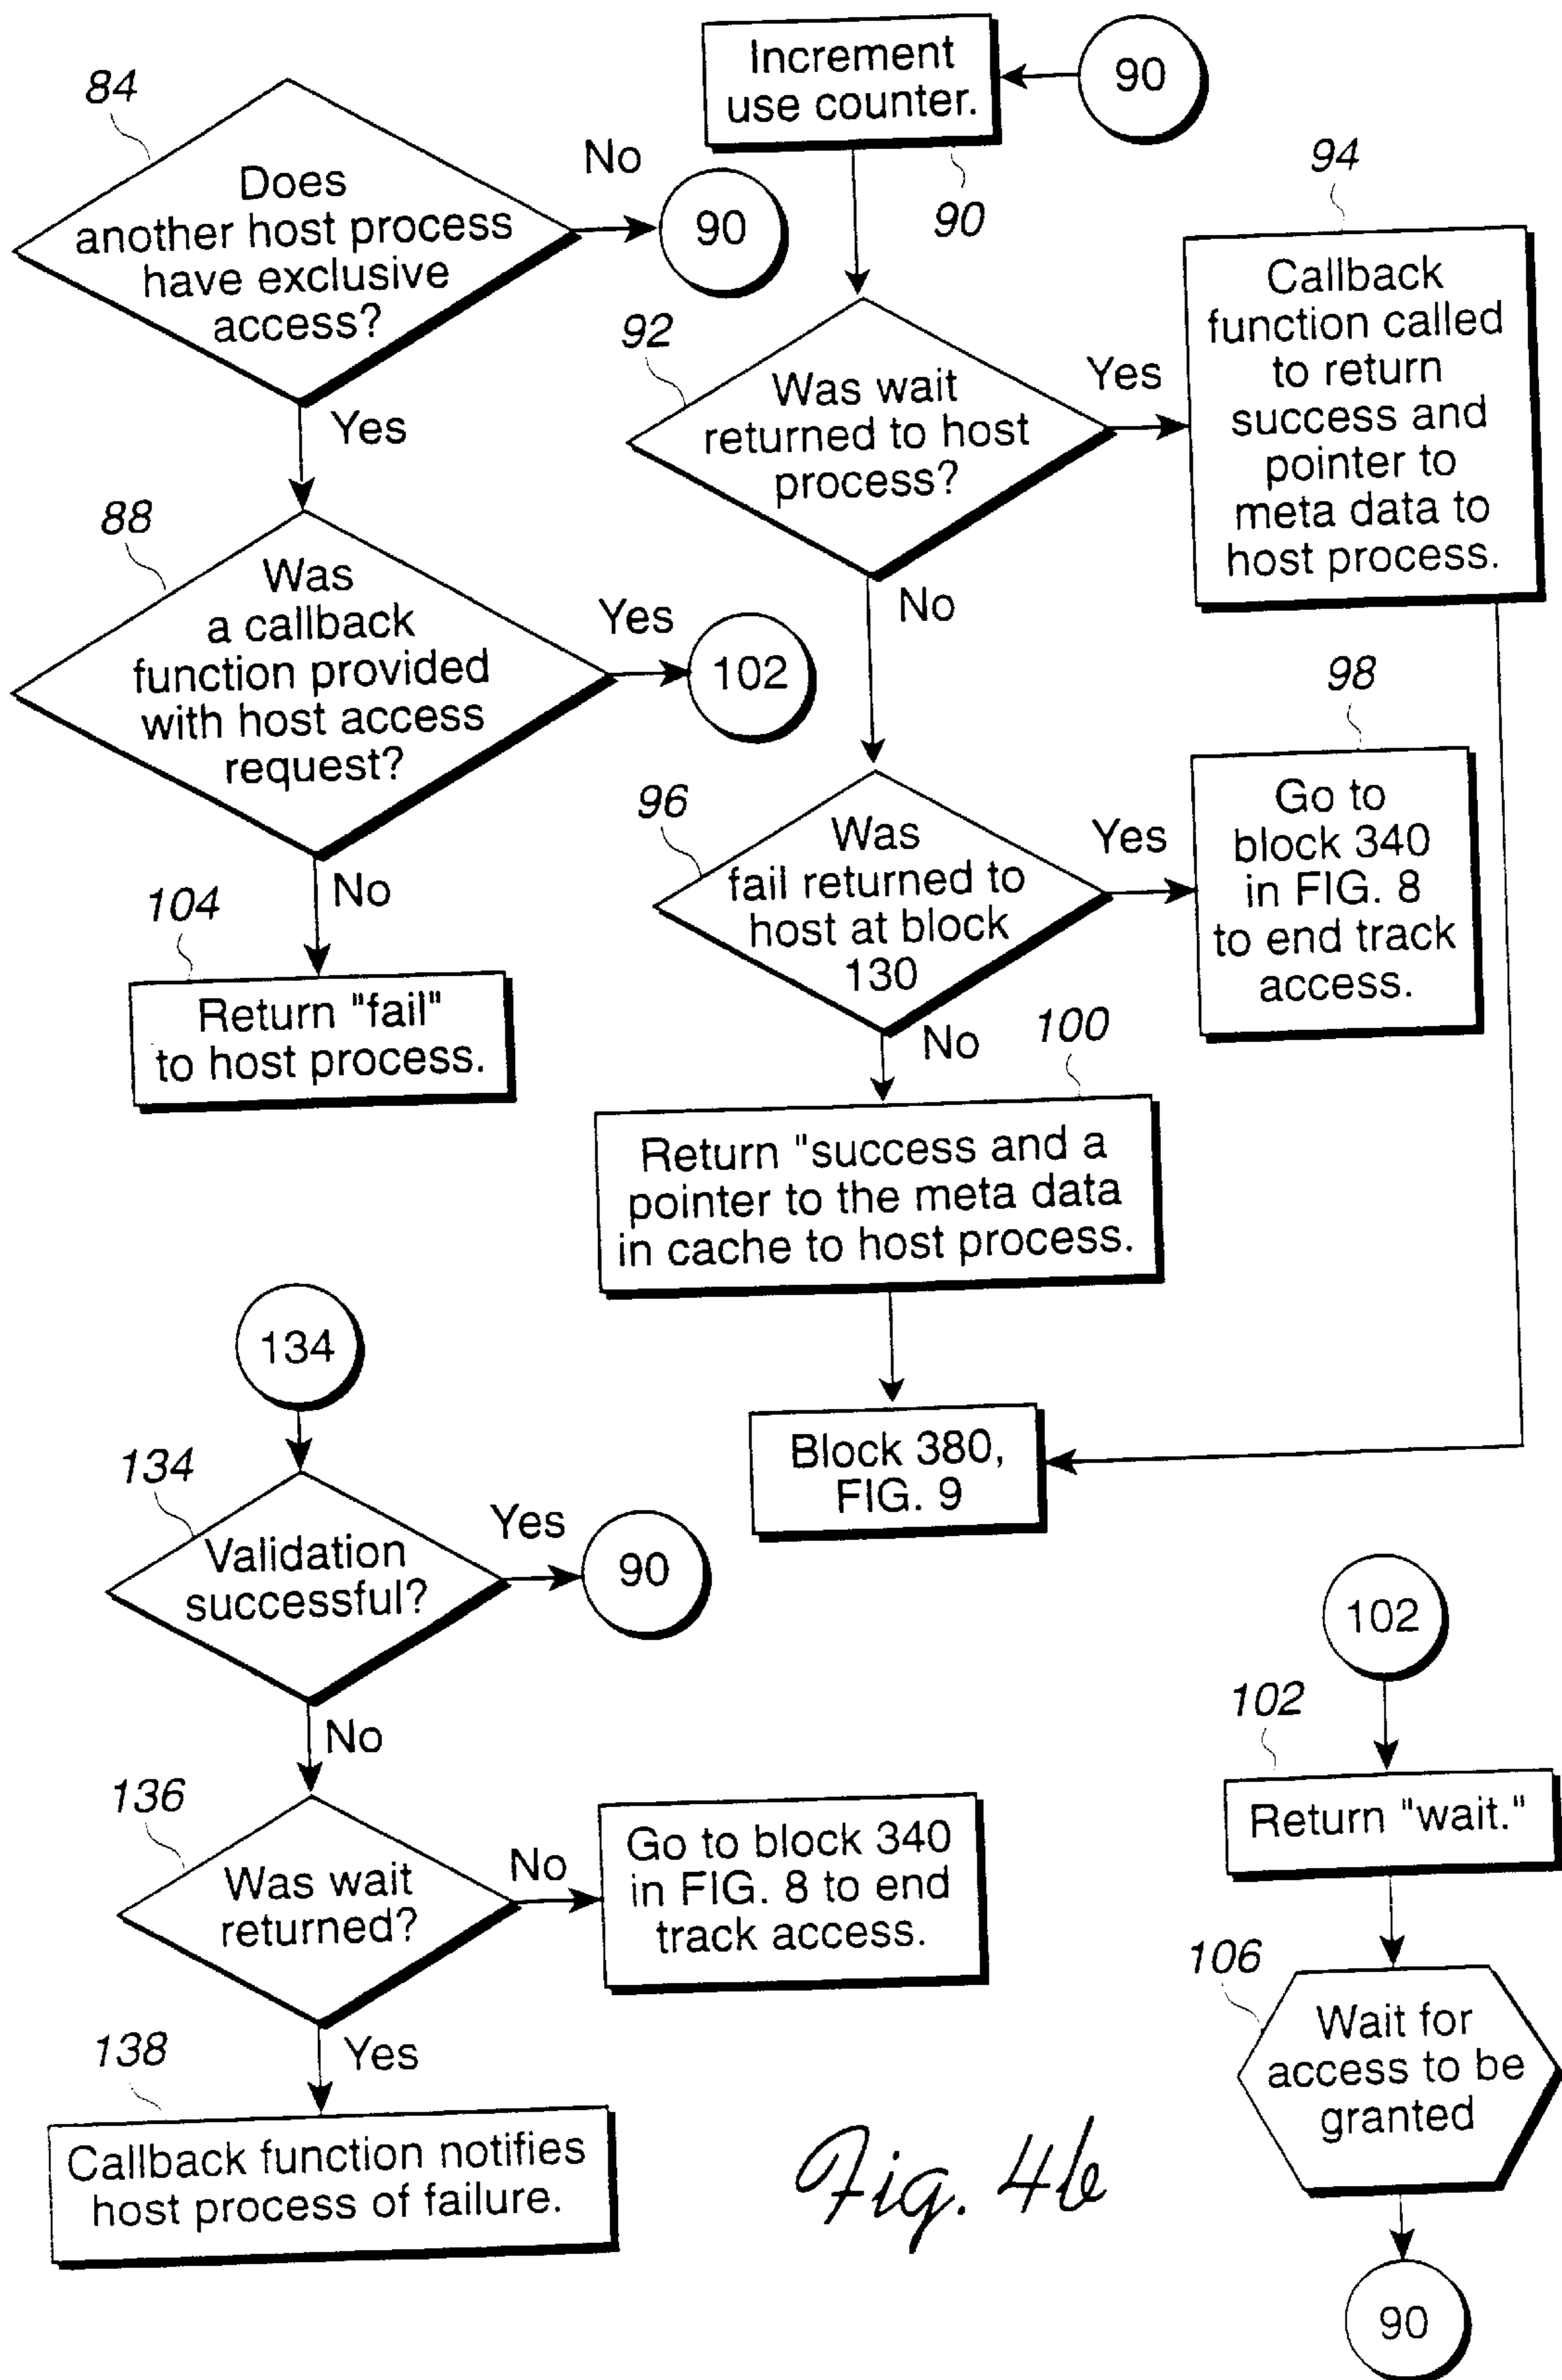 84
Does
another host process
have exclusive
access?
No
90
Yes
88
Was
a callback
function provided
with host access
request?
Yes
102
No
104
Return "fail"
to host process.
Increment
use counter.
90
90
92
Was wait
returned to host
process?
Yes
94
Callback
function called
to return
success and
pointer to
meta data to
host process.
No
96
Was
fail returned to
host at block
130
Yes
98
Go to
block 340
in FIG. 8
to end track
access.
No
100
Return "success and a
pointer to the meta data
in cache to host process.
Block 380,
FIG. 9
134
134
Validation
successful?
Yes
90
No
136
Was wait
returned?
No
Go to block 340
in FIG. 8 to end
track access.
Yes
138
Callback function notifies
host process of failure.
102
102
Return "wait."
106
Wait for
access to be
granted
90
Fig. 4b